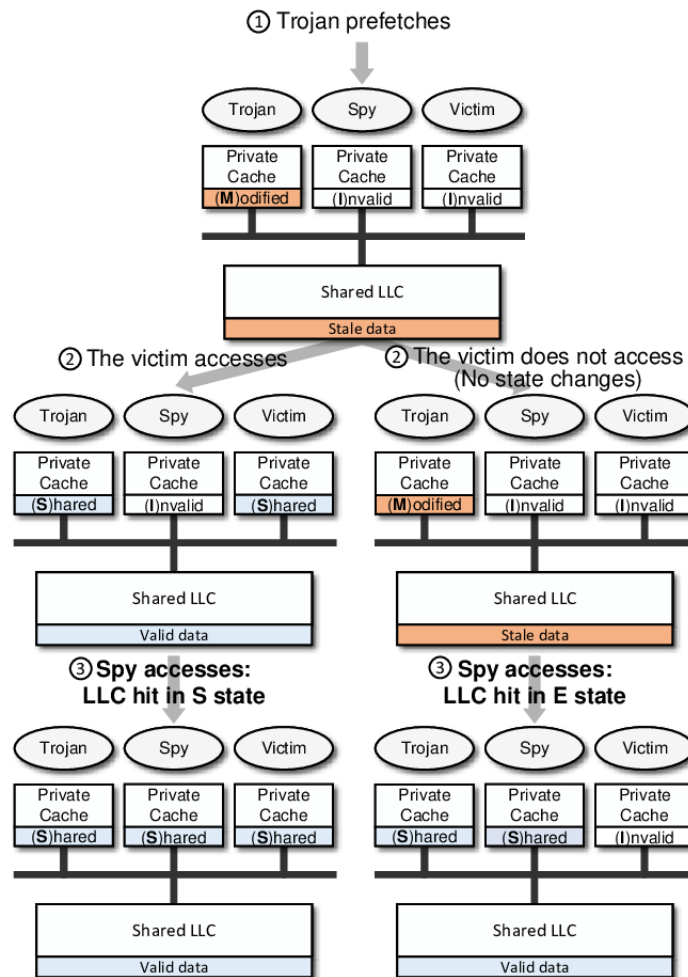 ① Trojan prefetches
Trojan Spy Victim
Private Private Private
Cache Cache Cache
(M)odified (I)nvalid (I)nvalid
Shared LLC
Stale data
② The victim accesses
② The victim does not access
(No state changes)
Trojan Spy Victim
Private Private Private
Cache Cache Cache
(S)hared (I)nvalid (S)hared
Shared LLC
Valid data
Trojan Spy Victim
Private Private Private
Cache Cache Cache
(M)odified (I)nvalid (I)nvalid
Shared LLC
Stale data
③ Spy accesses:
LLC hit in S state
③ Spy accesses:
LLC hit in E state
Trojan Spy Victim
Private Private Private
Cache Cache Cache
(S)hared (S)hared (S)hared
Shared LLC
Valid data
Trojan Spy Victim
Private Private Private
Cache Cache Cache
(S)hared (S)hared (I)nvalid
Shared LLC
Valid data